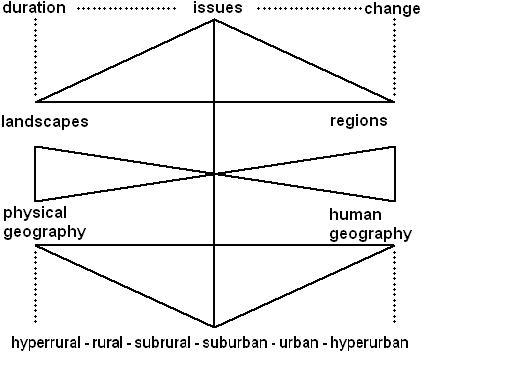 duration issues change
landscapes regions
physical human
geography geography
hyperrural - rural - subrural - suburban - urban - hyperurban